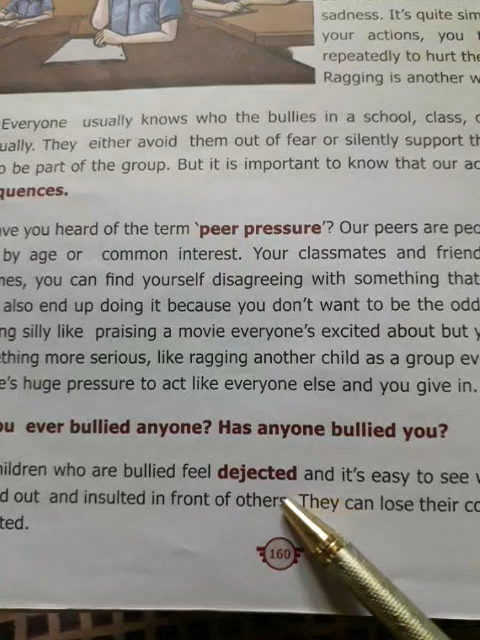 sadness. It's quite sim
your actions, you
repeatedly to hurt the
Ragging is another w
Everyone usually knows who the bullies in a school, class,
ually. They either avoid them out of fear or silently support th
o be part of the group. But it is important to know that our ac
quences.
ve you heard of the term 'peer pressure'? Our peers are peo
by age or common interest. Your classmates and friend
nes, you can find yourself disagreeing with something that
also end up doing it because you don't want to be the odd
ng silly like praising a movie everyone's excited about but y
thing more serious, like ragging another child as a group ev
e's huge pressure to act like everyone else and you give in.
ou ever bullied anyone? Has anyone bullied you?
hildren who are bullied feel dejected and it's easy to see w
d out and insulted in front of others. They can lose their co
ted.
160